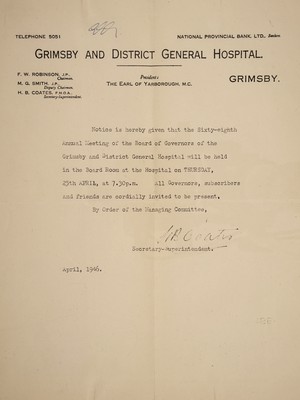 TELEPHONE 5051
NATIONAL PROVINCIAL BANK. LTD., Bankers
GRIMSBY AND DISTRICT GENERAL HOSPITAL.
F. W. ROBINSON, J.P.,
Chairman.
M. G. SMITH, J.P.,
Deputy Chairman.
H. B. COATES, F.H.O.A.,
Secretary-Superintendent.
President:
THE EARL OF YARBOROUGH, M.C.
GRIMSBY.
Notice is hereby given that the Sixty-eighth
Annual Meeting of the Board of Governors of the
Grimsby and District General Hospital will be held
in the Board Room at the Hospital on THURSDAY,
25th APRIL, at 7.30p.m. All Governors, subscribers
and Friends are cordially invited to be present.
By Order of the Managing Committee,
HB Coates
Secretary-Superintendent.
April, 1946.